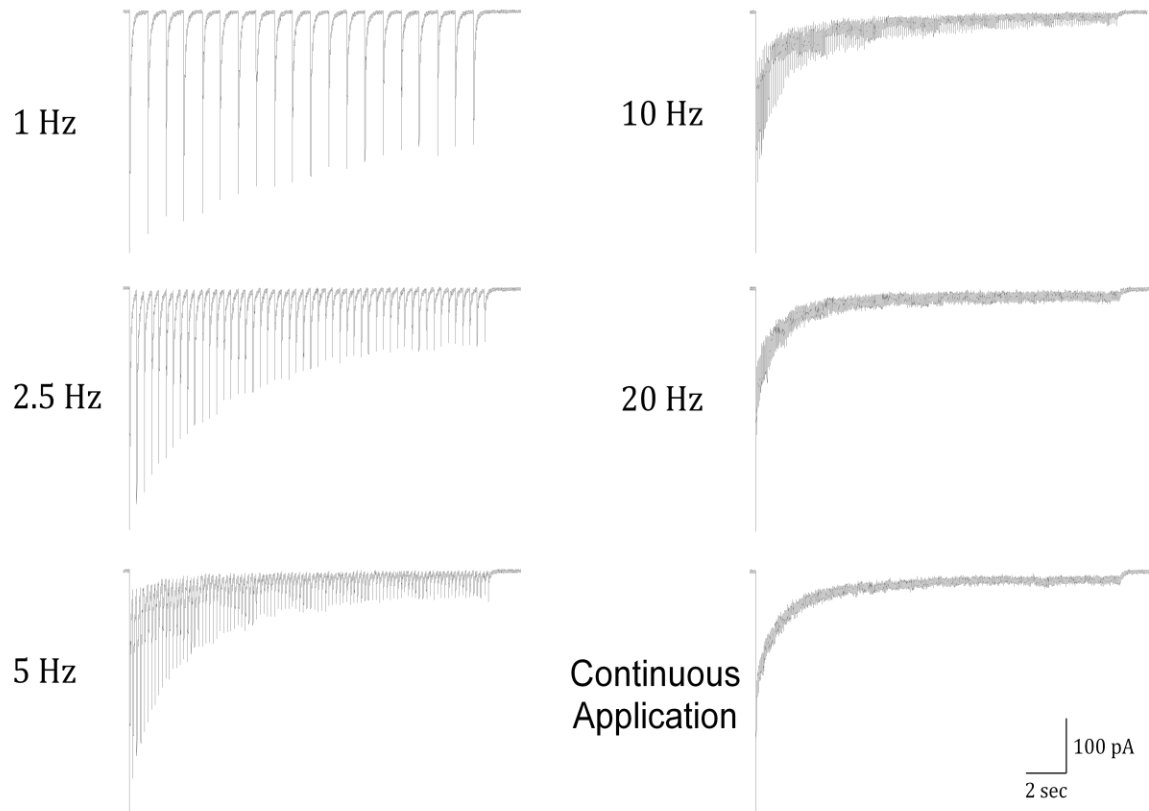 1 Hz
2.5 Hz
5 Hz
10 Hz
20 Hz
Continuous
Application
100 pA
2 sec